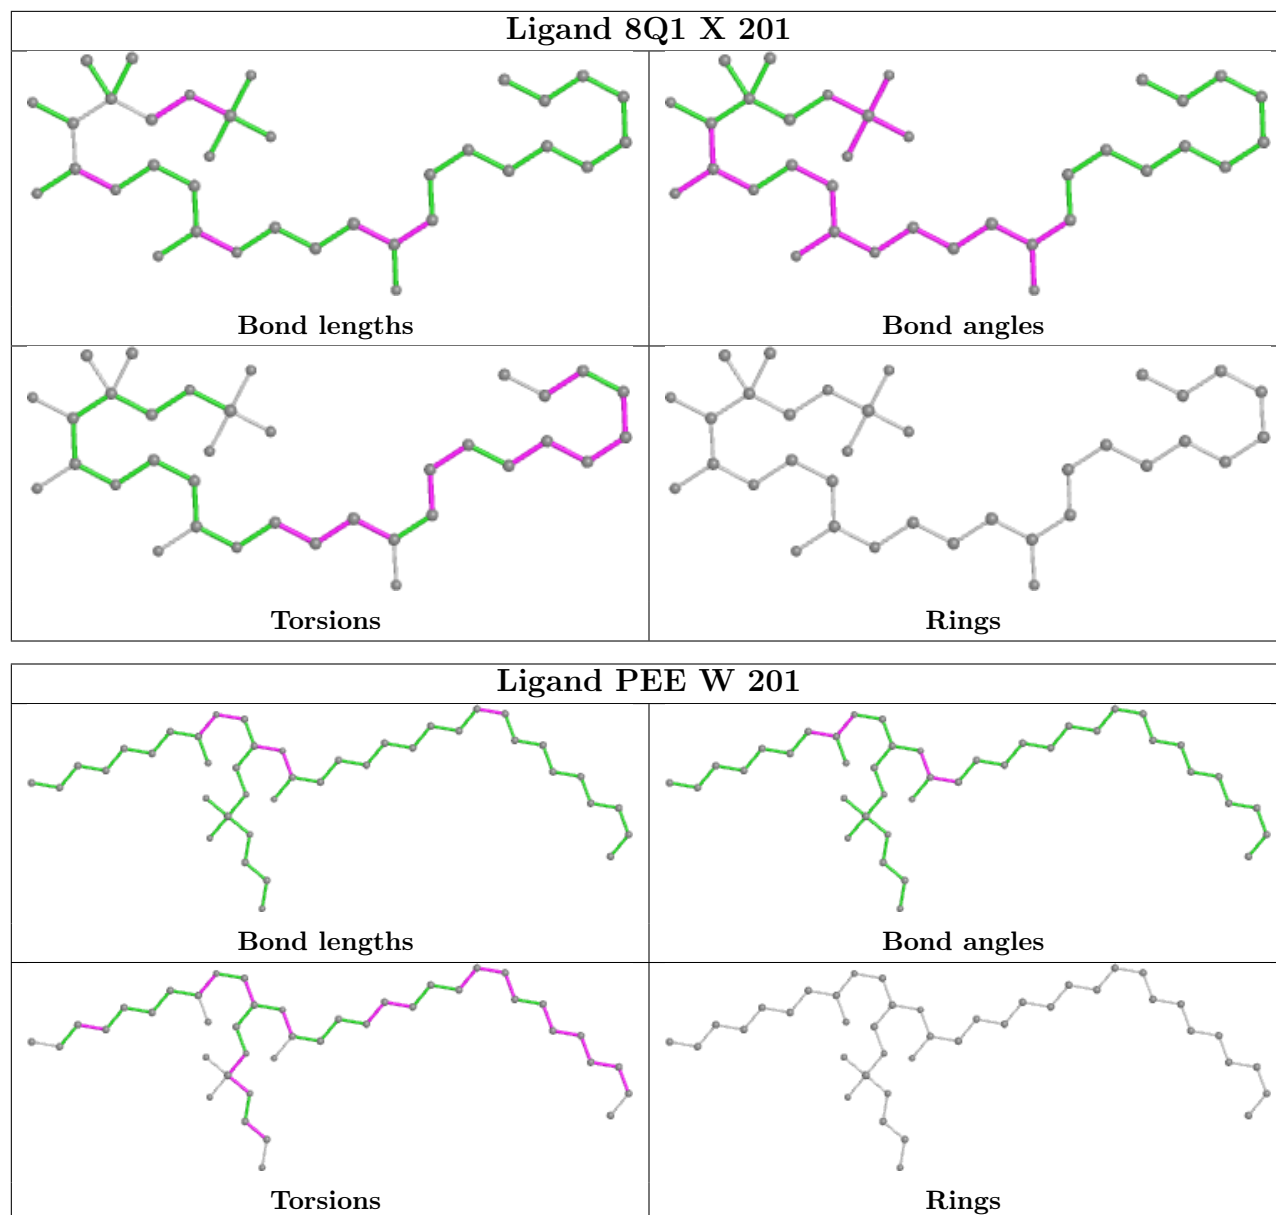 Ligand 8Q1 X 201
Bond lengths
Bond angles
Torsions
Rings
Ligand PEE W 201
Bond lengths
Bond angles
Torsions
Rings